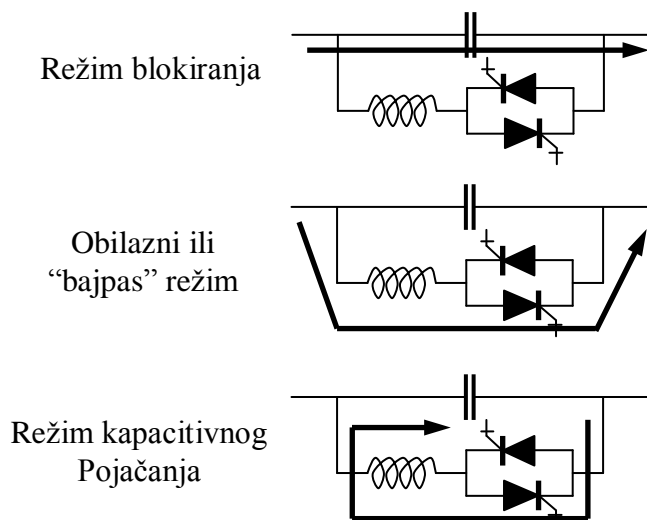 Režim blokiranja
Obilazni ili
“bajpas” režim
Režim kapacitivnog
Pojačanja